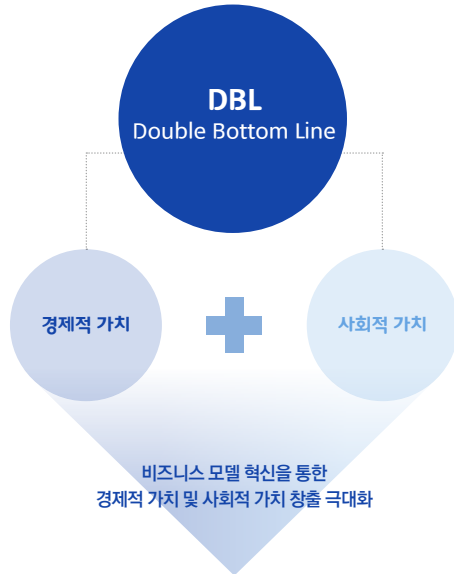 DBL
Double Bottom Line
경제적 가치
사회적 가치
비즈니스 모델 혁신을 통한
경제적 가치 및 사회적 가치 창출 극대화